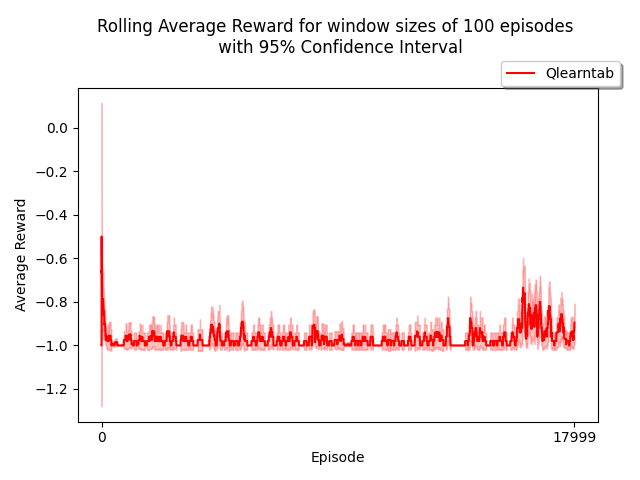 Rolling Average Reward for window sizes of 100 episodes
with 95% Confidence Interval
Qlearntab
0.0
−0.2
−0.4
−0.6
−0.8
−1.0
−1.2
Average Reward
0
17999
Episode